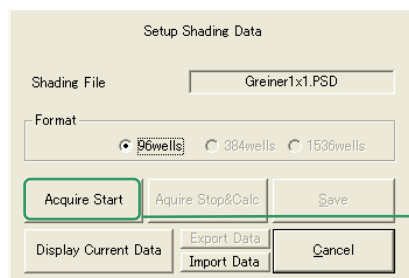 Setup Shading Data
Shading File
Greiner1x1.PSD
Format
96wells 384wells 1536wells
Acquire Start Aquire Stop&Calc Save
Display Current Data Export Data Cancel
Import Data